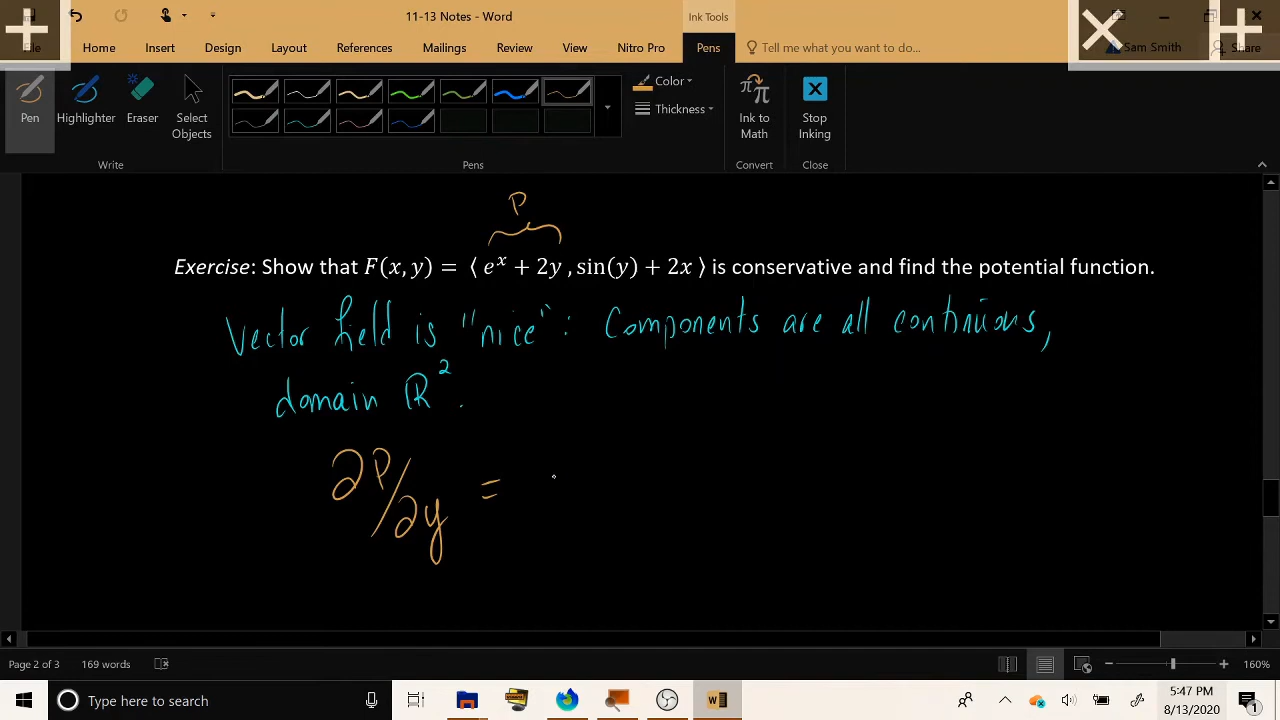 11-13 Notes - Word
Ink Tools
File Home Insert Design Layout References Mailings Review View Nitro Pro Pens Tell me what you want to do... Sam Smith Share
Pen Highlighter Eraser Select Objects Color Thickness Ink to Math Stop Inking
Write Pens Convert Close
P
Exercise: Show that F(x, y) = ⟨ e^x + 2y , sin(y) + 2x ⟩ is conservative and find the potential function.
Vector field is "nice": Components are all continuous,
domain ℝ².
∂P/∂y =
Page 2 of 3 169 words 160%
Type here to search
5:47 PM
8/13/2020
1